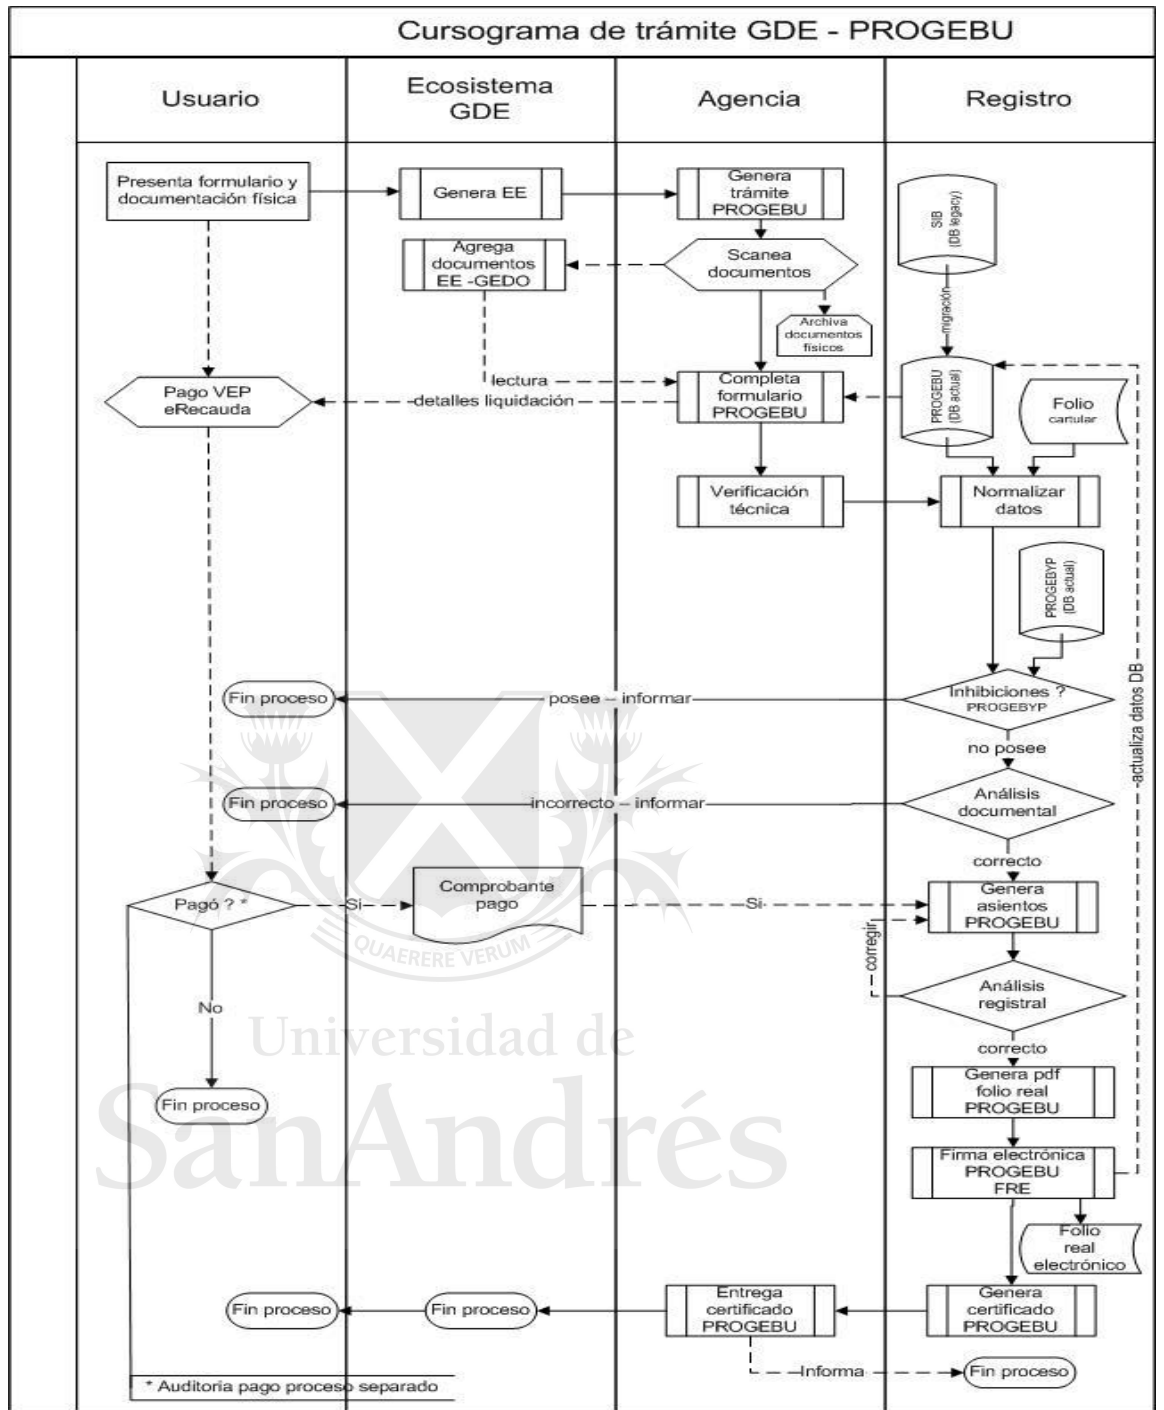 Cursograma de trámite GDE - PROGEBU
Usuario
Ecosistema
GDE
Agencia
Registro
Presenta formulario y
documentación física
Genera EE
Genera
trámite
PROGEBU
SIB
(DB legacy)
Agrega
documentos
EE -GEDO
Scanea
documentos
Archiva
documentos
físicos
migración
Pago VEP
eRecauda
lectura
detalles liquidación
Completa
formulario
PROGEBU
PROGEBU
(DB actual)
Folio
cartular
Verificación
técnica
Normalizar
datos
PROGEBYP
(DB actual)
actualiza datos DB
Fin proceso
posee – informar
Inhibiciones ?
PROGEBYP
no posee
Fin proceso
incorrecto – informar
Análisis
documental
correcto
Pagó ? *
Si
Comprobante
pago
Si
Genera
asientos
PROGEBU
corregir
QUAERERE VERUM
No
Análisis
registral
Universidad de
SanAndrés
correcto
Fin proceso
Genera pdf
folio real
PROGEBU
Firma electrónica
PROGEBU
FRE
Folio
real
electrónico
Fin proceso
Fin proceso
Entrega
certificado
PROGEBU
Genera
certificado
PROGEBU
Informa
Fin proceso
* Auditoria pago proceso separado